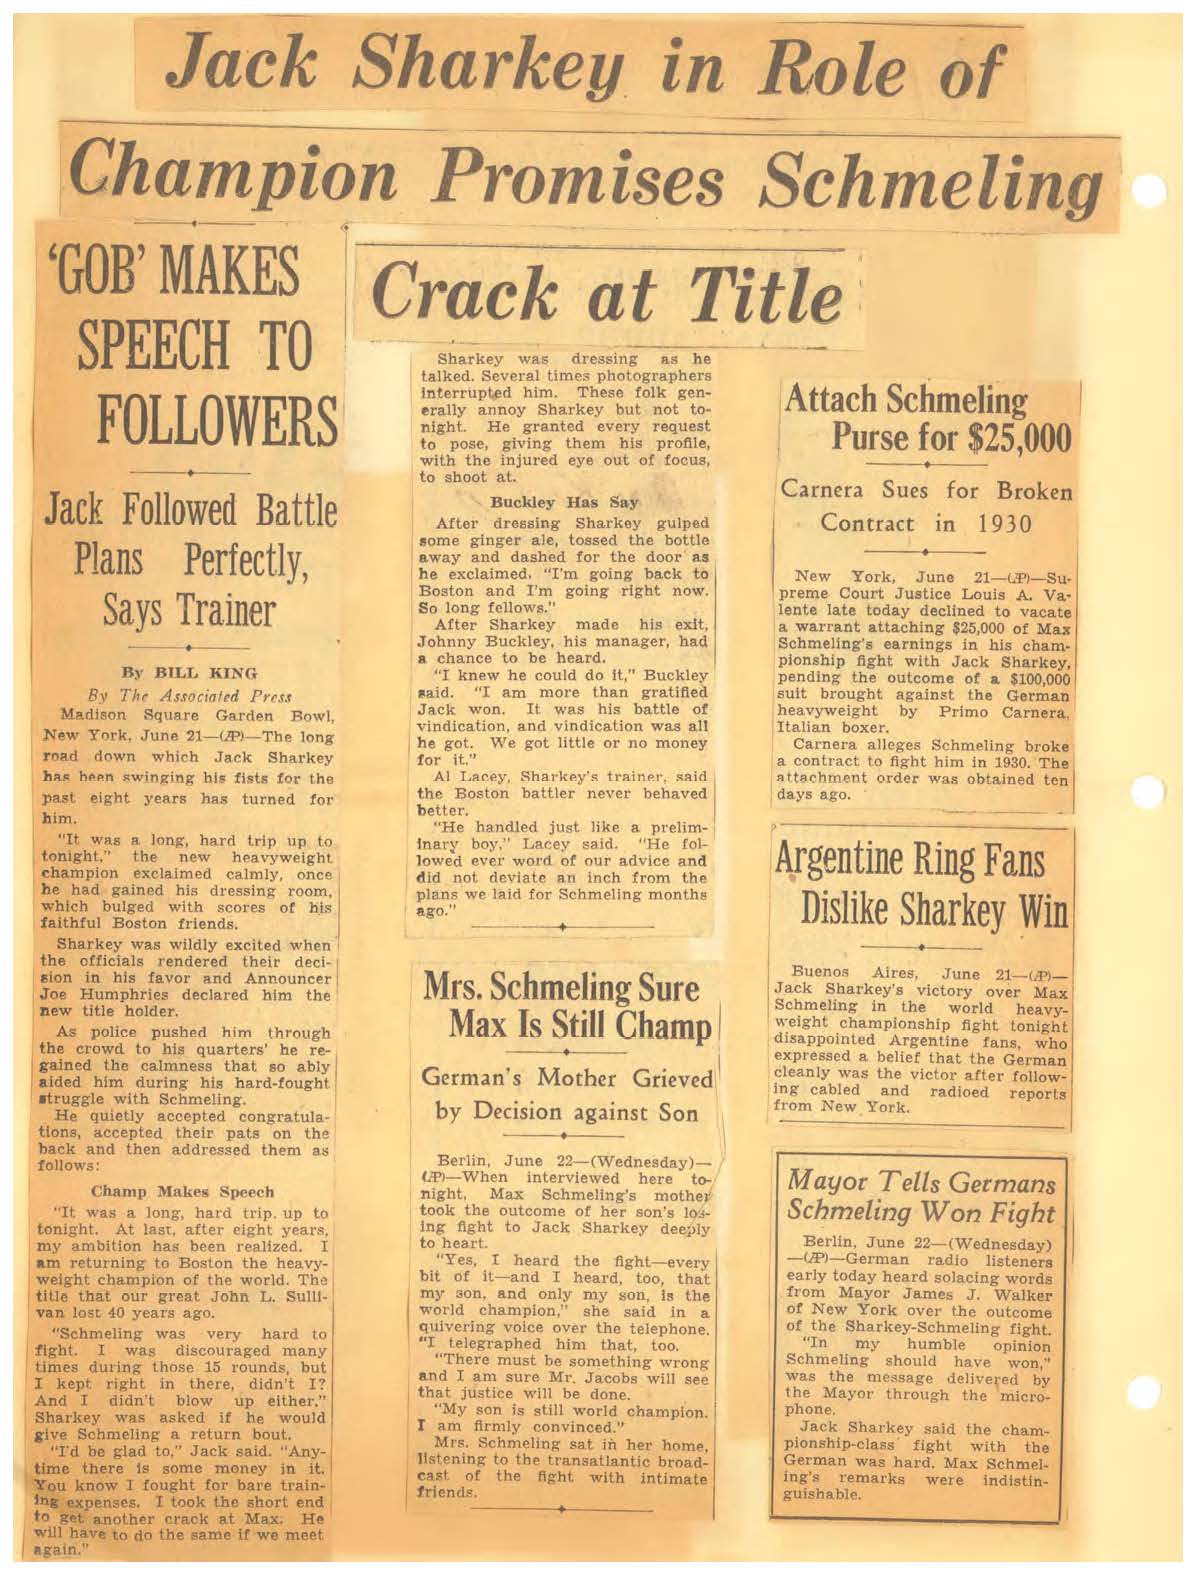 Jack Sharkey in Role of
Champion Promises Schmeling
Crack at Title
'GOB' MAKES
SPEECH TO
FOLLOWERS
Jack Followed Battle
Plans Perfectly,
Says Trainer
By BILL KING
By The Associated Press
Madison Square Garden Bowl,
New York, June 21—(AP)—The long
road down which Jack Sharkey
has been swinging his fists for the
past eight years has turned for
him.
"It was a long, hard trip up to
tonight," the new heavyweight
champion exclaimed calmly, once
he had gained his dressing room,
which bulged with scores of his
faithful Boston friends.
Sharkey was wildly excited when
the officials rendered their deci-
sion in his favor and Announcer
Joe Humphries declared him the
new title holder.
As police pushed him through
the crowd to his quarters' he re-
gained the calmness that so ably
aided him during his hard-fought
struggle with Schmeling.
He quietly accepted congratula-
tions, accepted their pats on the
back and then addressed them as
follows:
Champ Makes Speech
"It was a long, hard trip. up to
tonight. At last, after eight years,
my ambition has been realized. I
am returning to Boston the heavy-
weight champion of the world. The
title that our great John L. Sulli-
van lost 40 years ago.
"Schmeling was very hard to
fight. I was discouraged many
times during those 15 rounds, but
I kept right in there, didn't I?
And I didn't blow up either."
Sharkey was asked if he would
give Schmeling a return bout.
"I'd be glad to," Jack said. "Any-
time there is some money in it.
You know I fought for bare train-
ing expenses. I took the short end
to get another crack at Max. He
will have to do the same if we meet
again."
Sharkey was dressing as he
talked. Several times photographers
interrupted him. These folk gen-
erally annoy Sharkey but not to-
night. He granted every request
to pose, giving them his profile,
with the injured eye out of focus,
to shoot at.
Buckley Has Say
After dressing Sharkey gulped
some ginger ale, tossed the bottle
away and dashed for the door as
he exclaimed, "I'm going back to
Boston and I'm going right now.
So long fellows."
After Sharkey made his exit,
Johnny Buckley, his manager, had
a chance to be heard.
"I knew he could do it," Buckley
said. "I am more than gratified
Jack won. It was his battle of
vindication, and vindication was all
he got. We got little or no money
for it."
Al Lacey, Sharkey's trainer, said
the Boston battler never behaved
better.
"He handled just like a prelim-
inary boy," Lacey said. "He fol-
lowed ever word of our advice and
did not deviate an inch from the
plans we laid for Schmeling months
ago."
Mrs. Schmeling Sure
Max Is Still Champ
German's Mother Grieved
by Decision against Son
Berlin, June 22—(Wednesday)—
(AP)—When interviewed here to-
night, Max Schmeling's mother
took the outcome of her son's los-
ing fight to Jack Sharkey deeply
to heart.
"Yes, I heard the fight—every
bit of it—and I heard, too, that
my son, and only my son, is the
world champion," she said in a
quivering voice over the telephone.
"I telegraphed him that, too.
"There must be something wrong
and I am sure Mr. Jacobs will see
that justice will be done.
"My son is still world champion.
I am firmly convinced."
Mrs. Schmeling sat in her home,
listening to the transatlantic broad-
cast of the fight with intimate
friends.
Attach Schmeling
Purse for $25,000
Carnera Sues for Broken
Contract in 1930
New York, June 21—(AP)—Su-
preme Court Justice Louis A. Va-
lente late today declined to vacate
a warrant attaching $25,000 of Max
Schmeling's earnings in his cham-
pionship fight with Jack Sharkey,
pending the outcome of a $100,000
suit brought against the German
heavyweight by Primo Carnera,
Italian boxer.
Carnera alleges Schmeling broke
a contract to fight him in 1930. The
attachment order was obtained ten
days ago.
Argentine Ring Fans
Dislike Sharkey Win
Buenos Aires, June 21—(AP)—
Jack Sharkey's victory over Max
Schmeling in the world heavy-
weight championship fight tonight
disappointed Argentine fans, who
expressed a belief that the German
cleanly was the victor after follow-
ing cabled and radioed reports
from New York.
Mayor Tells Germans
Schmeling Won Fight
Berlin, June 22—(Wednesday)
—(AP)—German radio listeners
early today heard solacing words
from Mayor James J. Walker
of New York over the outcome
of the Sharkey-Schmeling fight.
"In my humble opinion
Schmeling should have won,"
was the message delivered by
the Mayor through the micro-
phone.
Jack Sharkey said the cham-
pionship-class fight with the
German was hard. Max Schmel-
ing's remarks were indistin-
guishable.